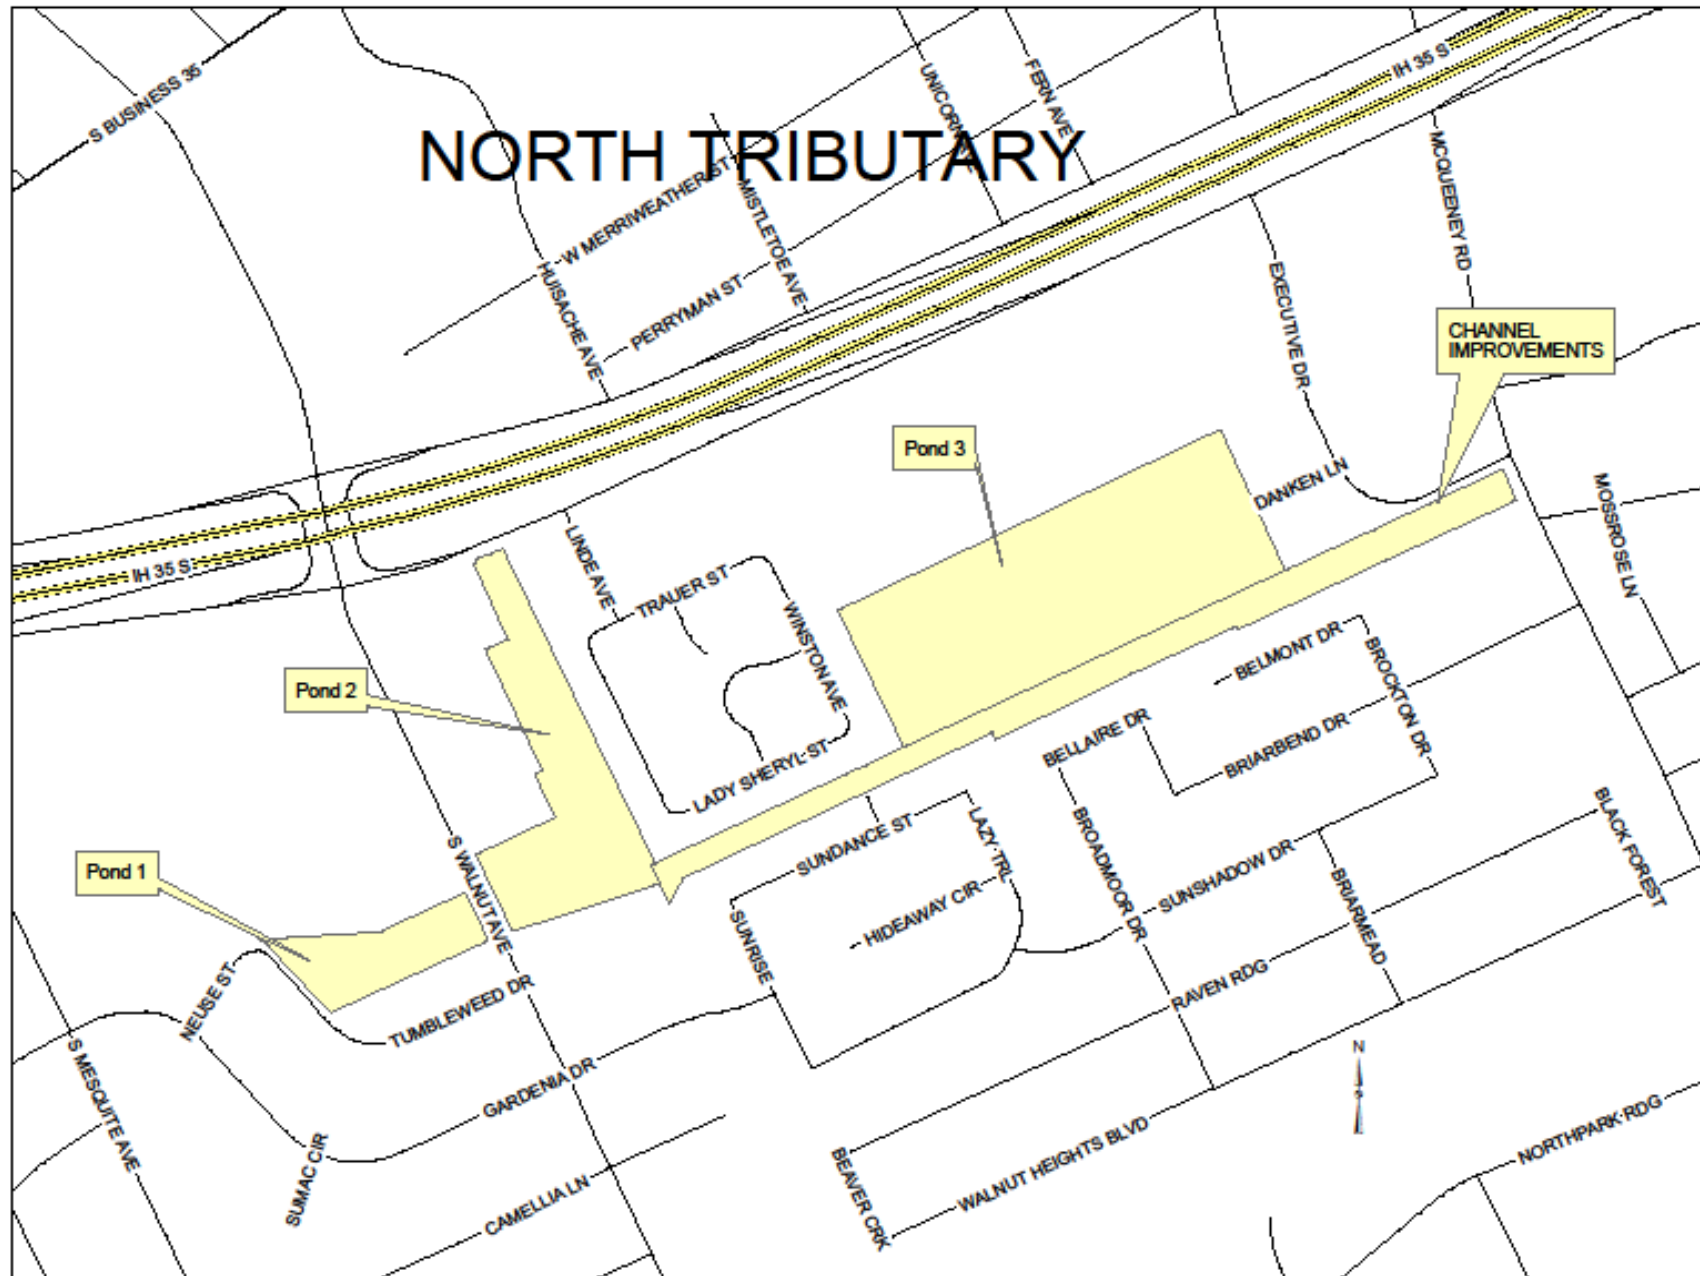 S BUSINESS 35
NORTH TRIBUTARY
UNICORN
FERN AVE
IH 35 S
MCQUEENEY RD
W MERRIWEATHER ST
MISTLETOE AVE
HUISACHE AVE
PERRYMAN ST
EXECUTIVE DR
CHANNEL
IMPROVEMENTS
Pond 3
DANKEN LN
MOSSROSE LN
IH 35 S
LINDE AVE
TRAUER ST
WINSTON AVE
Pond 2
BELMONT DR
BROCKTON DR
BELLAIRE DR
BRIARBEND DR
LADY SHERYL ST
Pond 1
S WALNUT AVE
SUNDANCE ST
LAZY TRL
BROADMOOR DR
SUNSHADOW DR
BLACK FOREST
HIDEAWAY CIR
BRIARMEAD
SUNRISE
NEUSE ST
TUMBLEWEED DR
RAVEN RDG
S MESQUITE AVE
GARDENIA DR
N
SUMAC CIR
CAMELLIA LN
BEAVER CRK
WALNUT HEIGHTS BLVD
NORTHPARK RDG